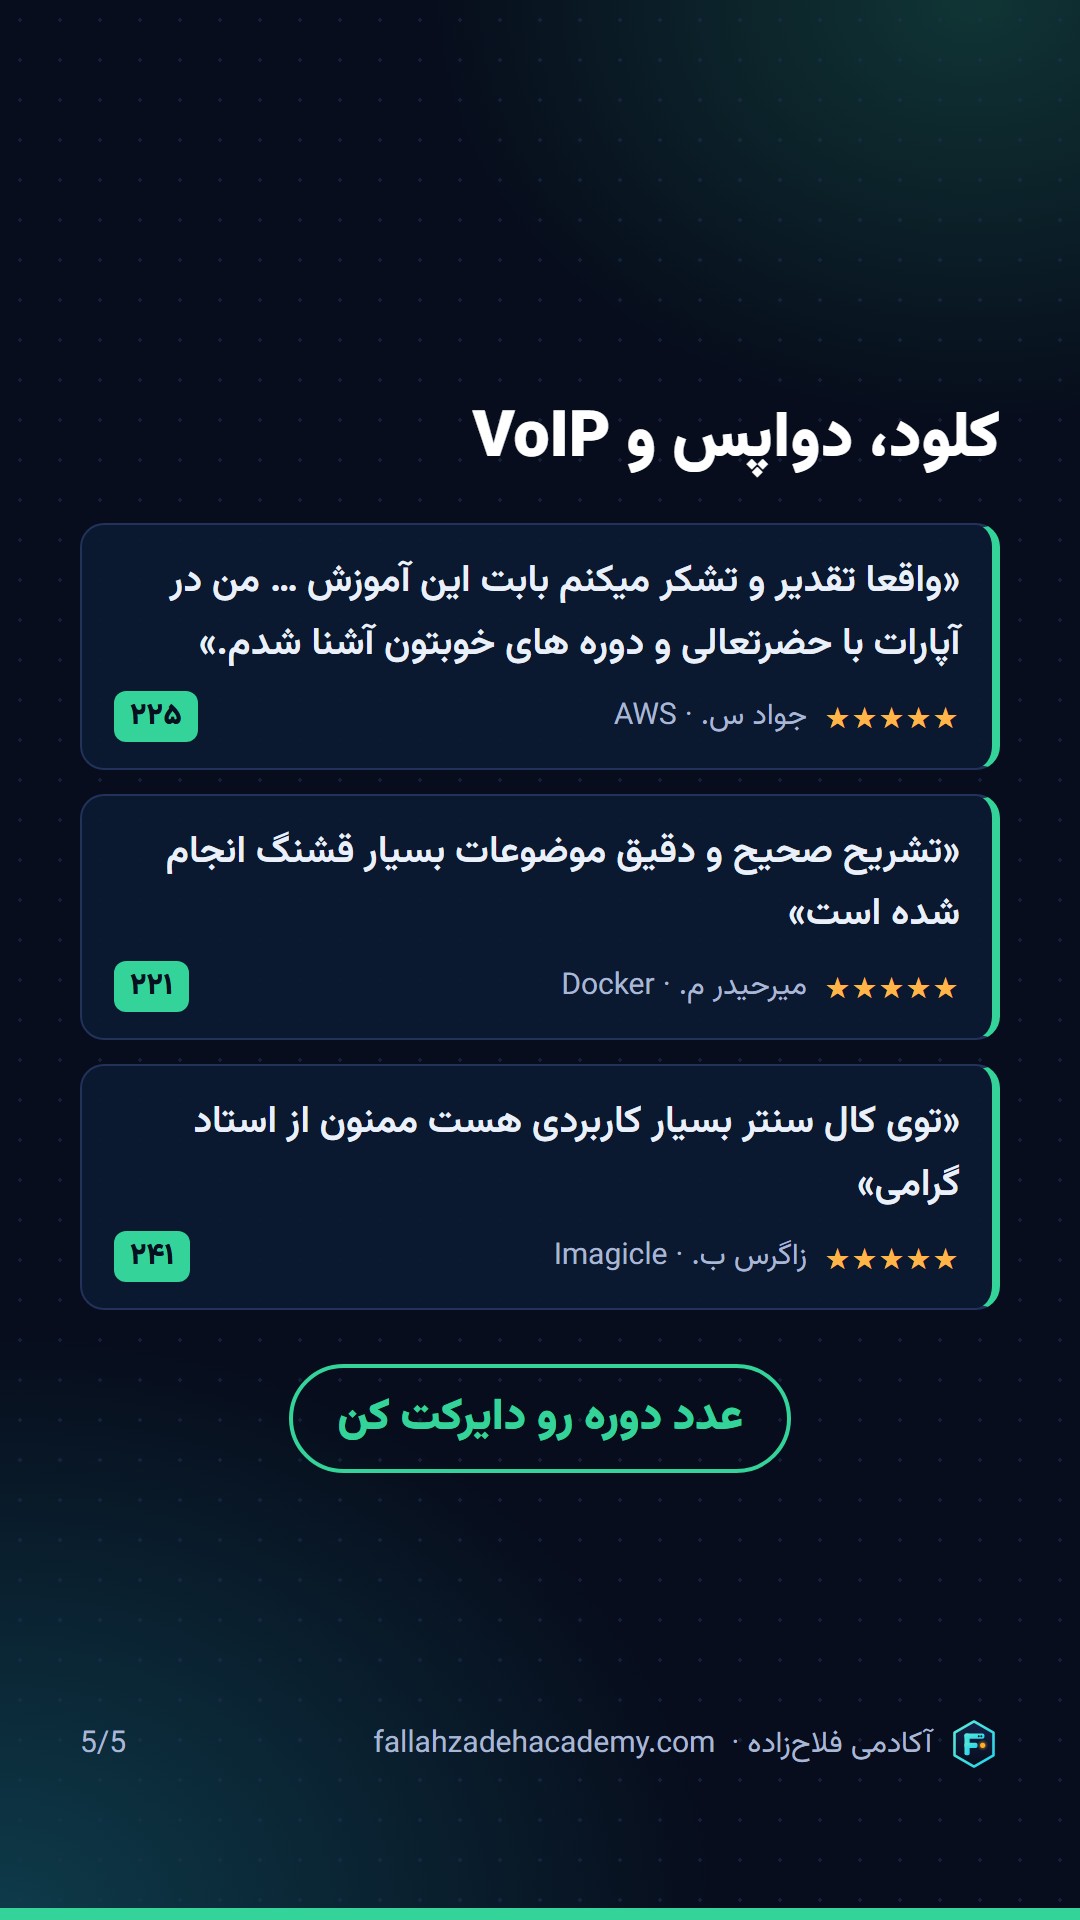 کلود، دواپس و VoIP
«واقعا تقدیر و تشکر میکنم بابت این آموزش ... من در
آپارات با حضرتعالی و دوره های خوبتون آشنا شدم.»
★★★★★ جواد س. · AWS ۲۲۵
«تشریح صحیح و دقیق موضوعات بسیار قشنگ انجام
شده است»
★★★★★ میرحیدر م. · Docker ۲۲۱
«توی کال سنتر بسیار کاربردی هست ممنون از استاد
گرامی»
★★★★★ زاگرس ب. · Imagicle ۲۴۱
عدد دوره رو دایرکت کن
آکادمی فلاح‌زاده · fallahzadehacademy.com 5/5